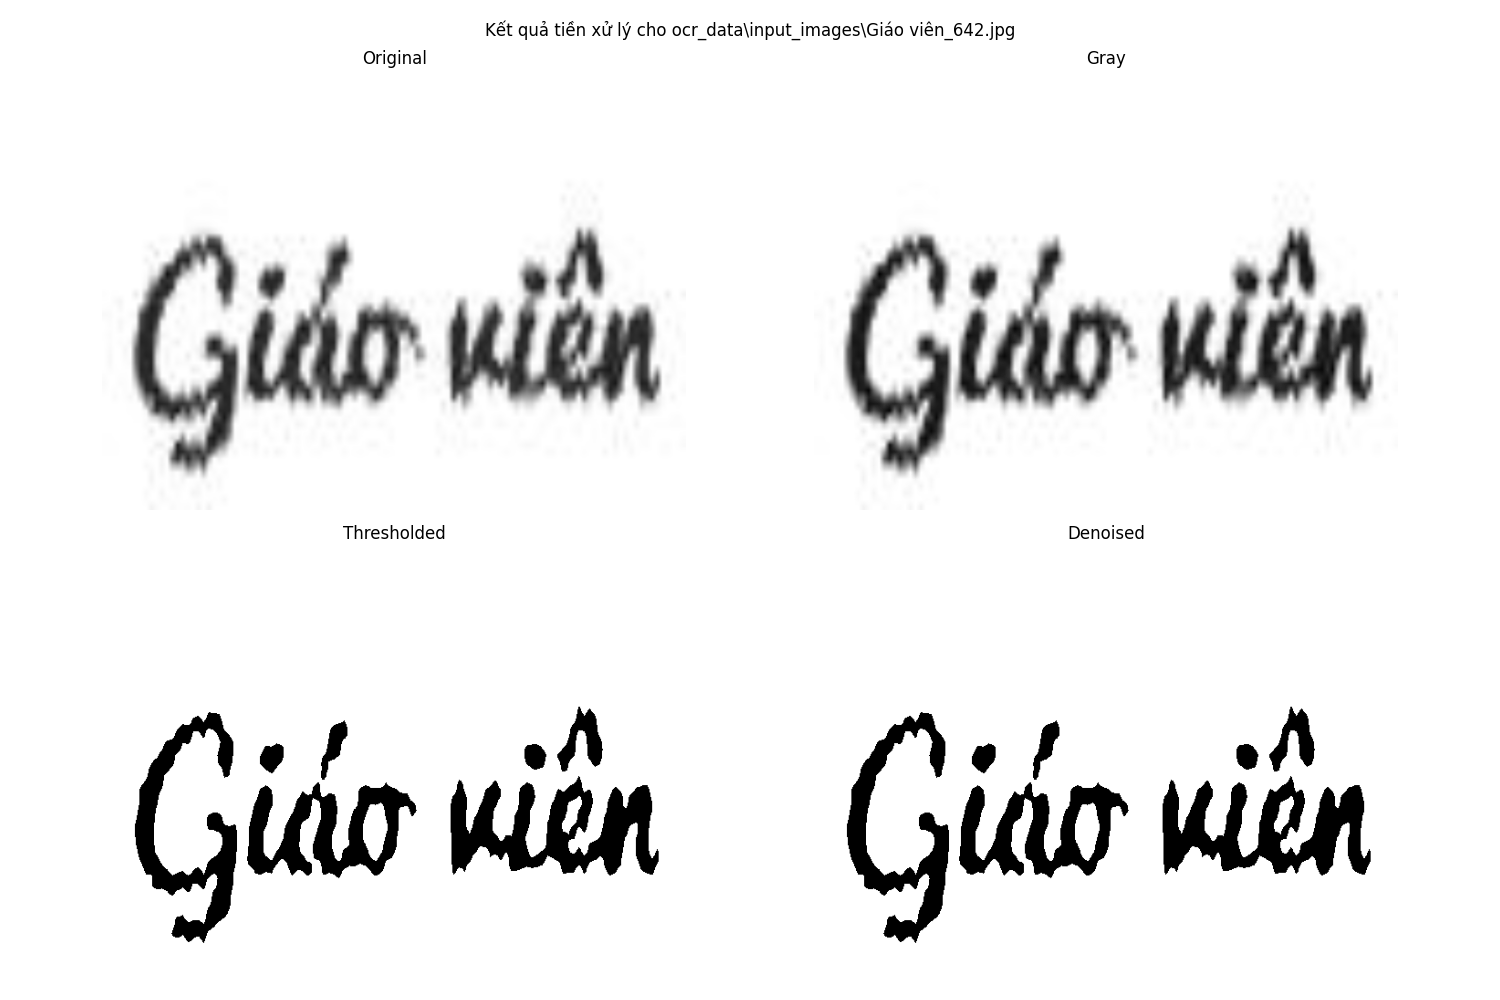 Kết quả tiền xử lý cho ocr_data\input_images\Giáo viên_642.jpg
Original
Gray
Giáo viên
Giáo viên
Thresholded
Denoised
Giáo viên
Giáo viên